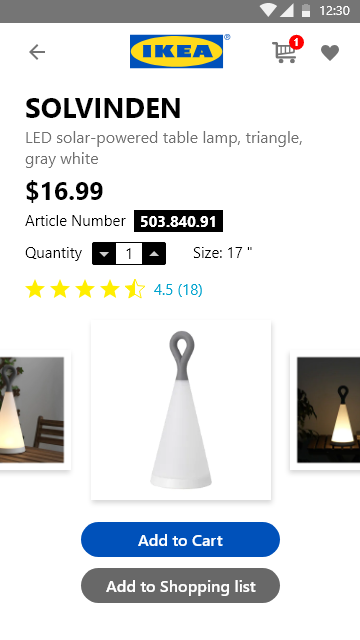 12:30
IKEA®
1
SOLVINDEN
LED solar-powered table lamp, triangle,
gray white
$16.99
Article Number 503.840.91
Quantity 1 Size: 17 "
4.5 (18)
Add to Cart
Add to Shopping list